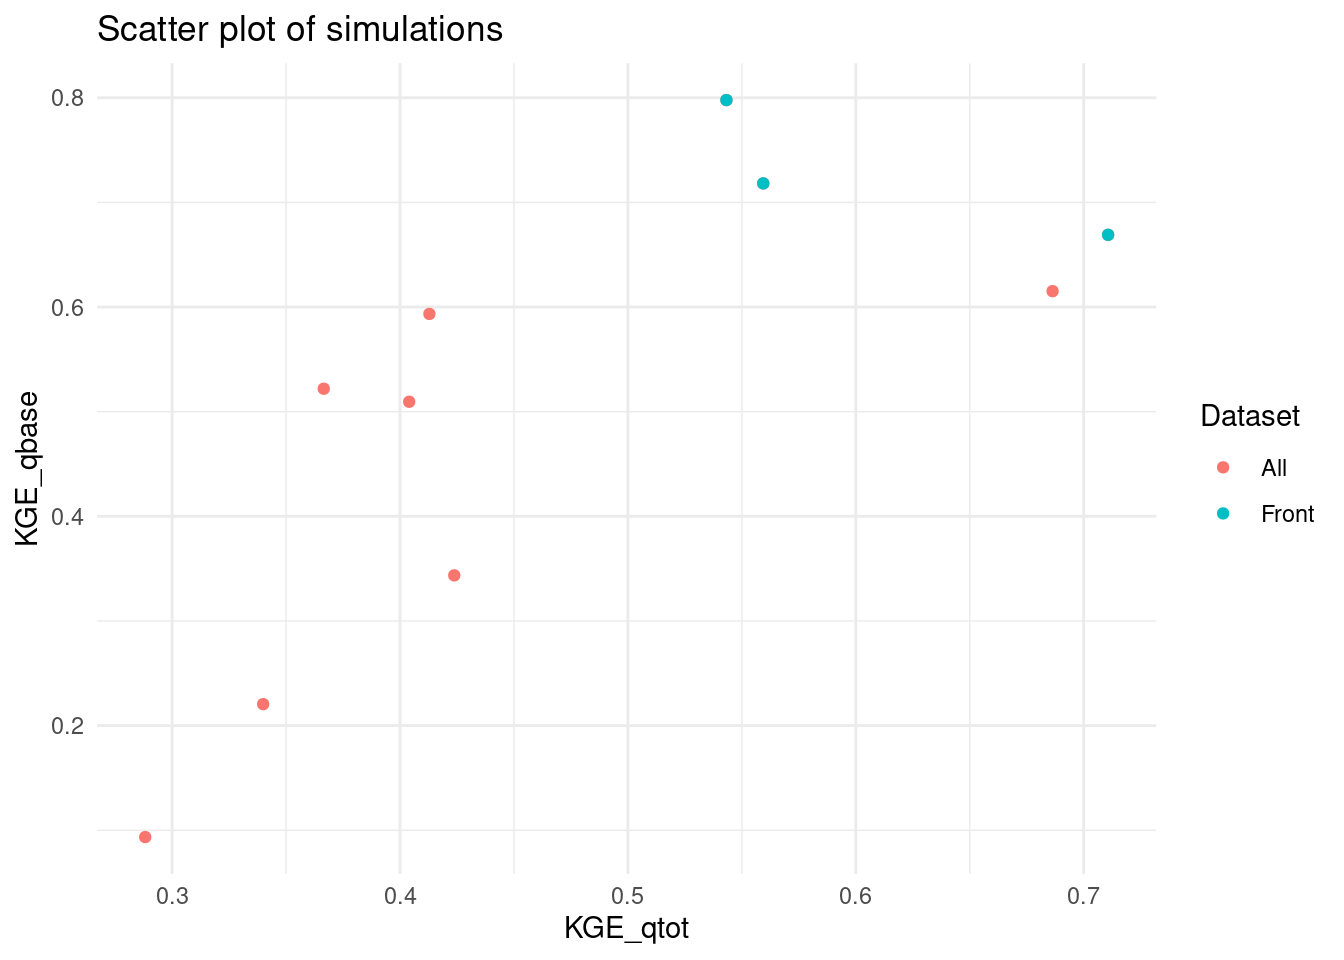 Scatter plot of simulations
0.8
0.6
0.4
0.2
KGE_qbase
0.3 0.4 0.5 0.6 0.7
KGE_qtot
Dataset
All
Front